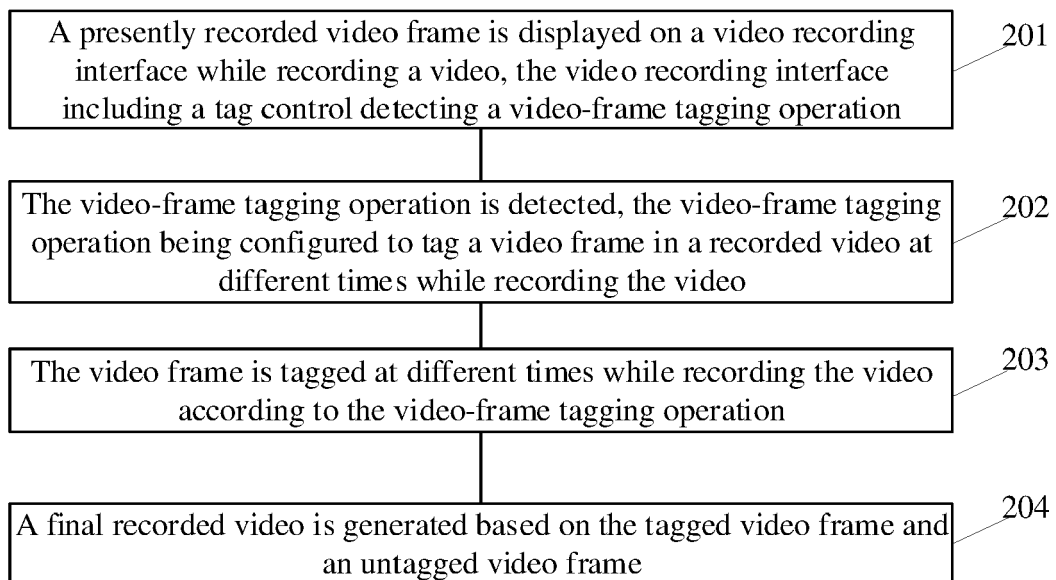 A presently recorded video frame is displayed on a video recording
interface while recording a video, the video recording interface
including a tag control detecting a video-frame tagging operation
201
The video-frame tagging operation is detected, the video-frame tagging
operation being configured to tag a video frame in a recorded video at
different times while recording the video
202
The video frame is tagged at different times while recording the video
according to the video-frame tagging operation
203
A final recorded video is generated based on the tagged video frame and
an untagged video frame
204